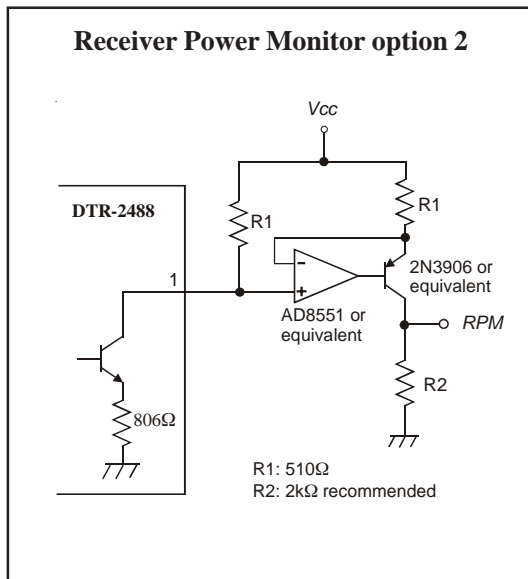 Receiver Power Monitor option 2
Vcc
DTR-2488
R1
R1
1
-
+
2N3906 or
equivalent
AD8551 or
equivalent
RPM
R2
806Ω
R1: 510Ω
R2: 2kΩ recommended